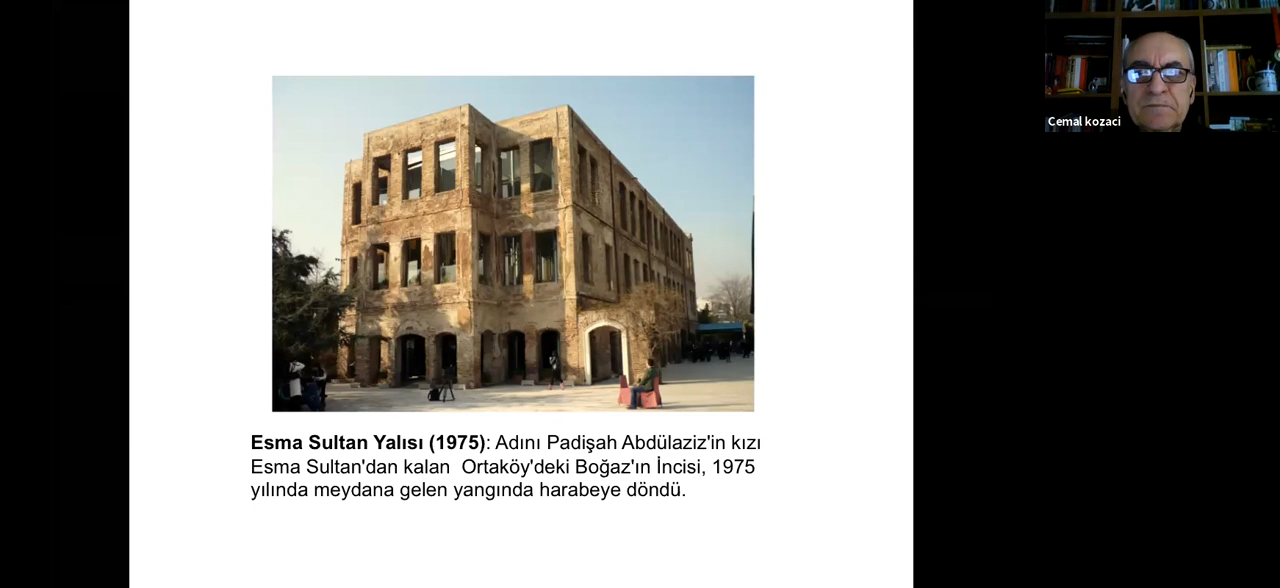 Cemal kozaci
Esma Sultan Yalısı (1975): Adını Padişah Abdülaziz'in kızı
Esma Sultan'dan kalan  Ortaköy'deki Boğaz'ın İncisi, 1975
yılında meydana gelen yangında harabeye döndü.